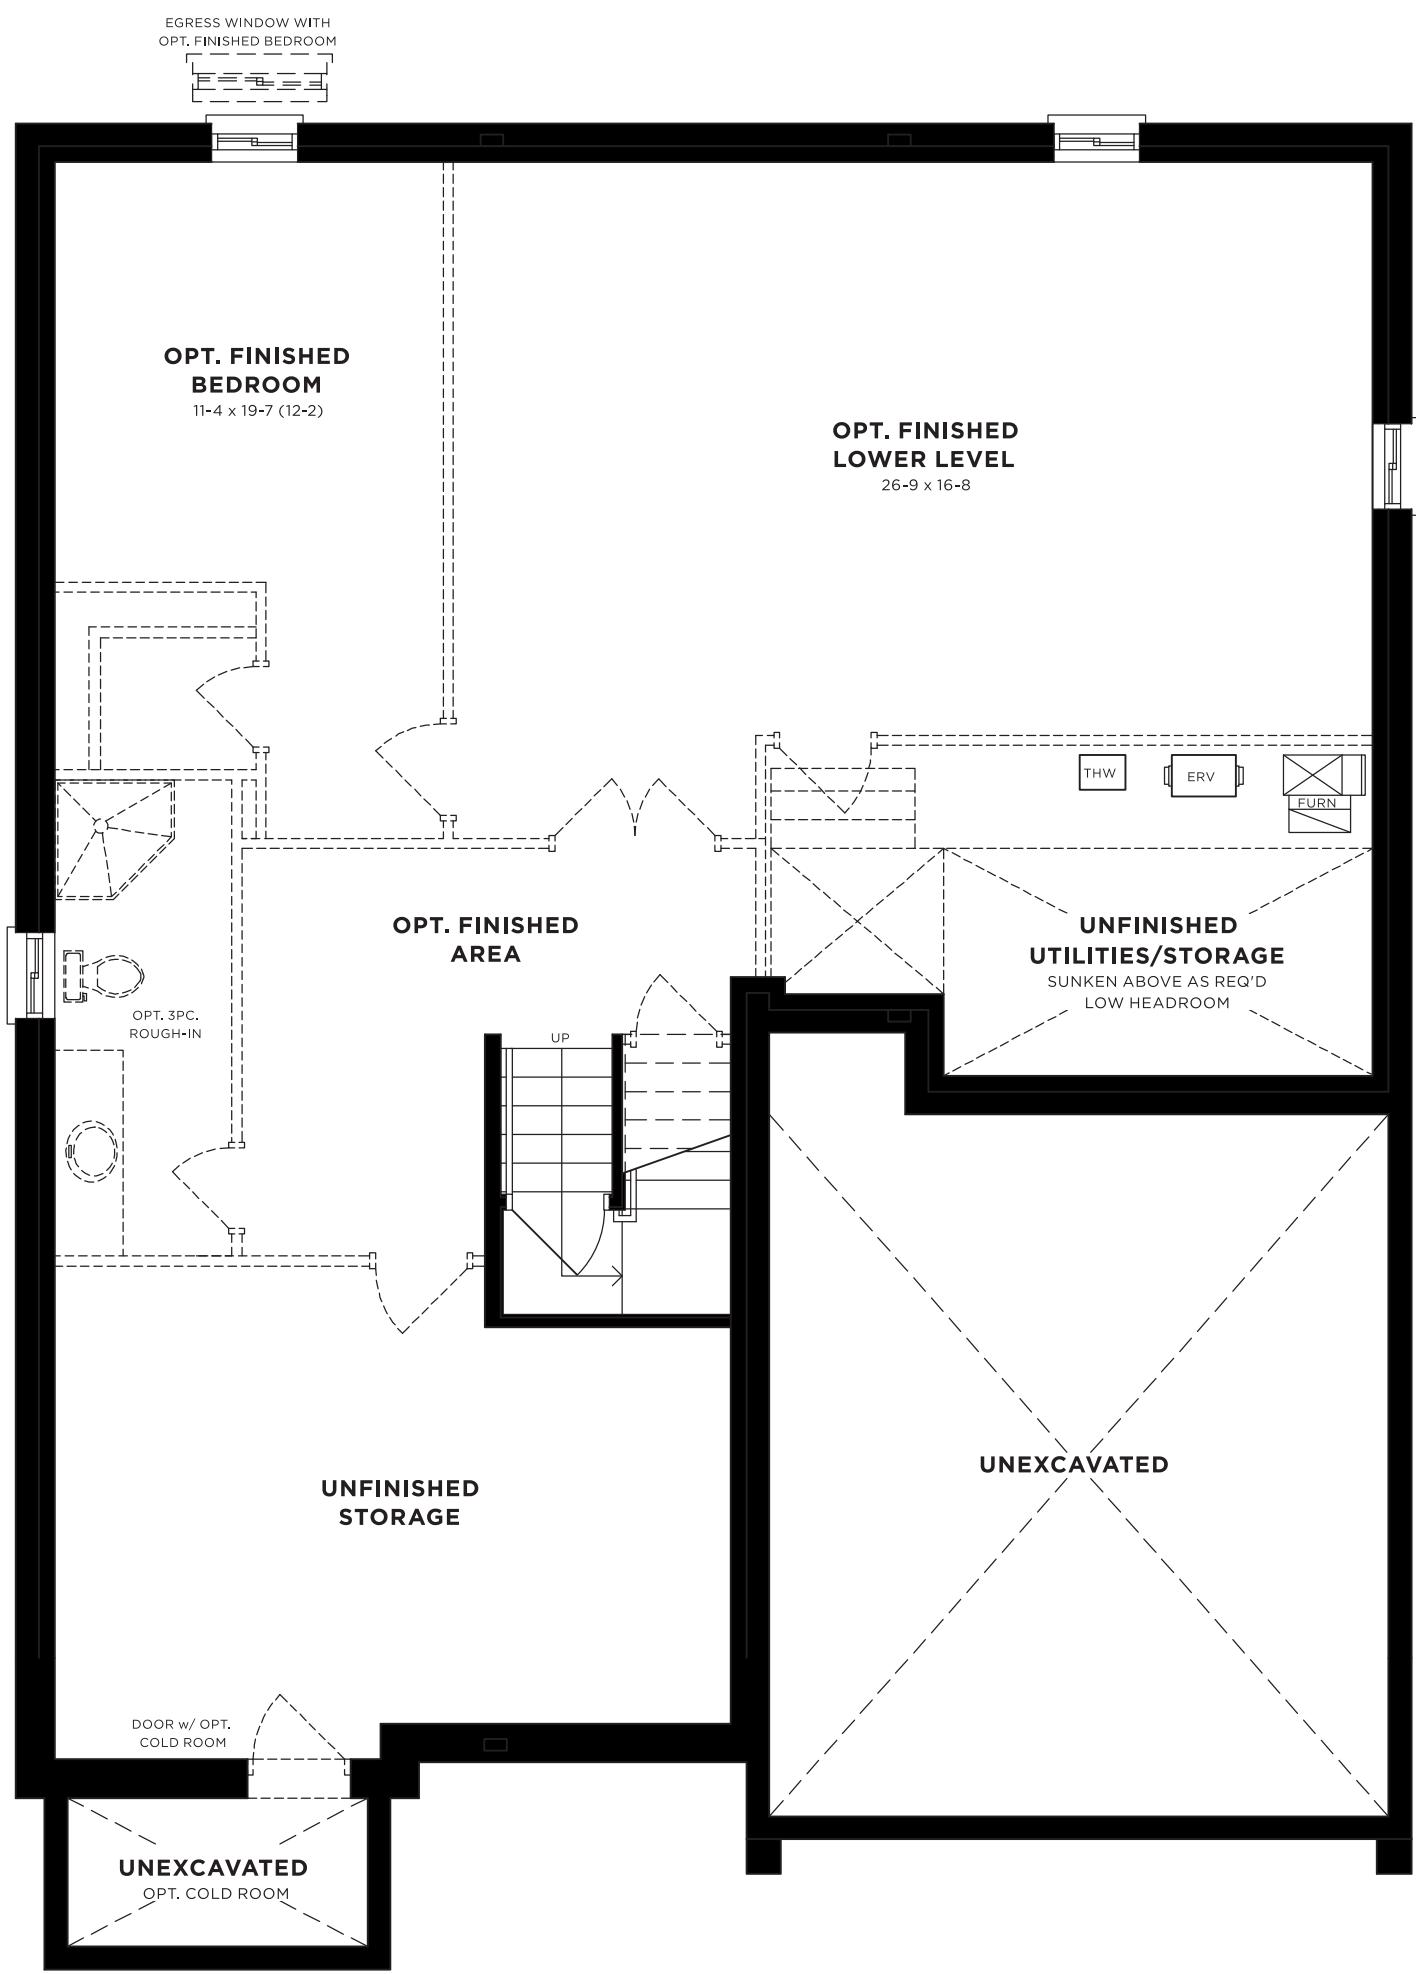 EGRESS WINDOW WITH
OPT. FINISHED BEDROOM
OPT. FINISHED
BEDROOM
11-4 x 19-7 (12-2)
OPT. FINISHED
LOWER LEVEL
26-9 x 16-8
THW
ERV
FURN
OPT. FINISHED
AREA
UNFINISHED
UTILITIES/STORAGE
SUNKEN ABOVE AS REQ'D
LOW HEADROOM
OPT. 3PC.
ROUGH-IN
UP
UNEXCAVATED
UNFINISHED
STORAGE
DOOR w/ OPT.
COLD ROOM
UNEXCAVATED
OPT. COLD ROOM